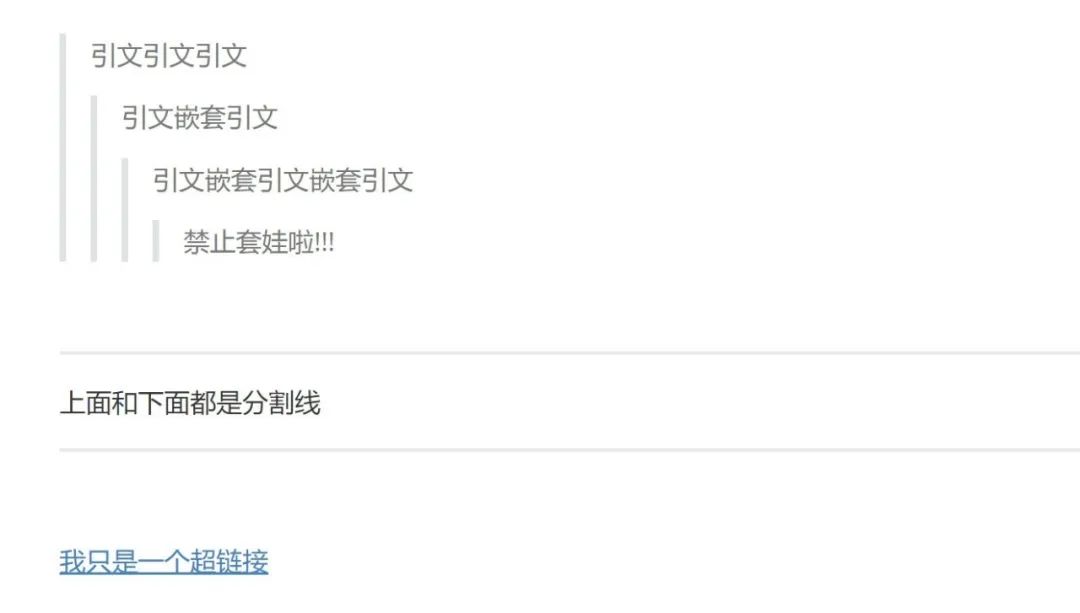 引文引文引文
引文嵌套引文
引文嵌套引文嵌套引文
禁止套娃啦!!!
上面和下面都是分割线
我只是一个超链接